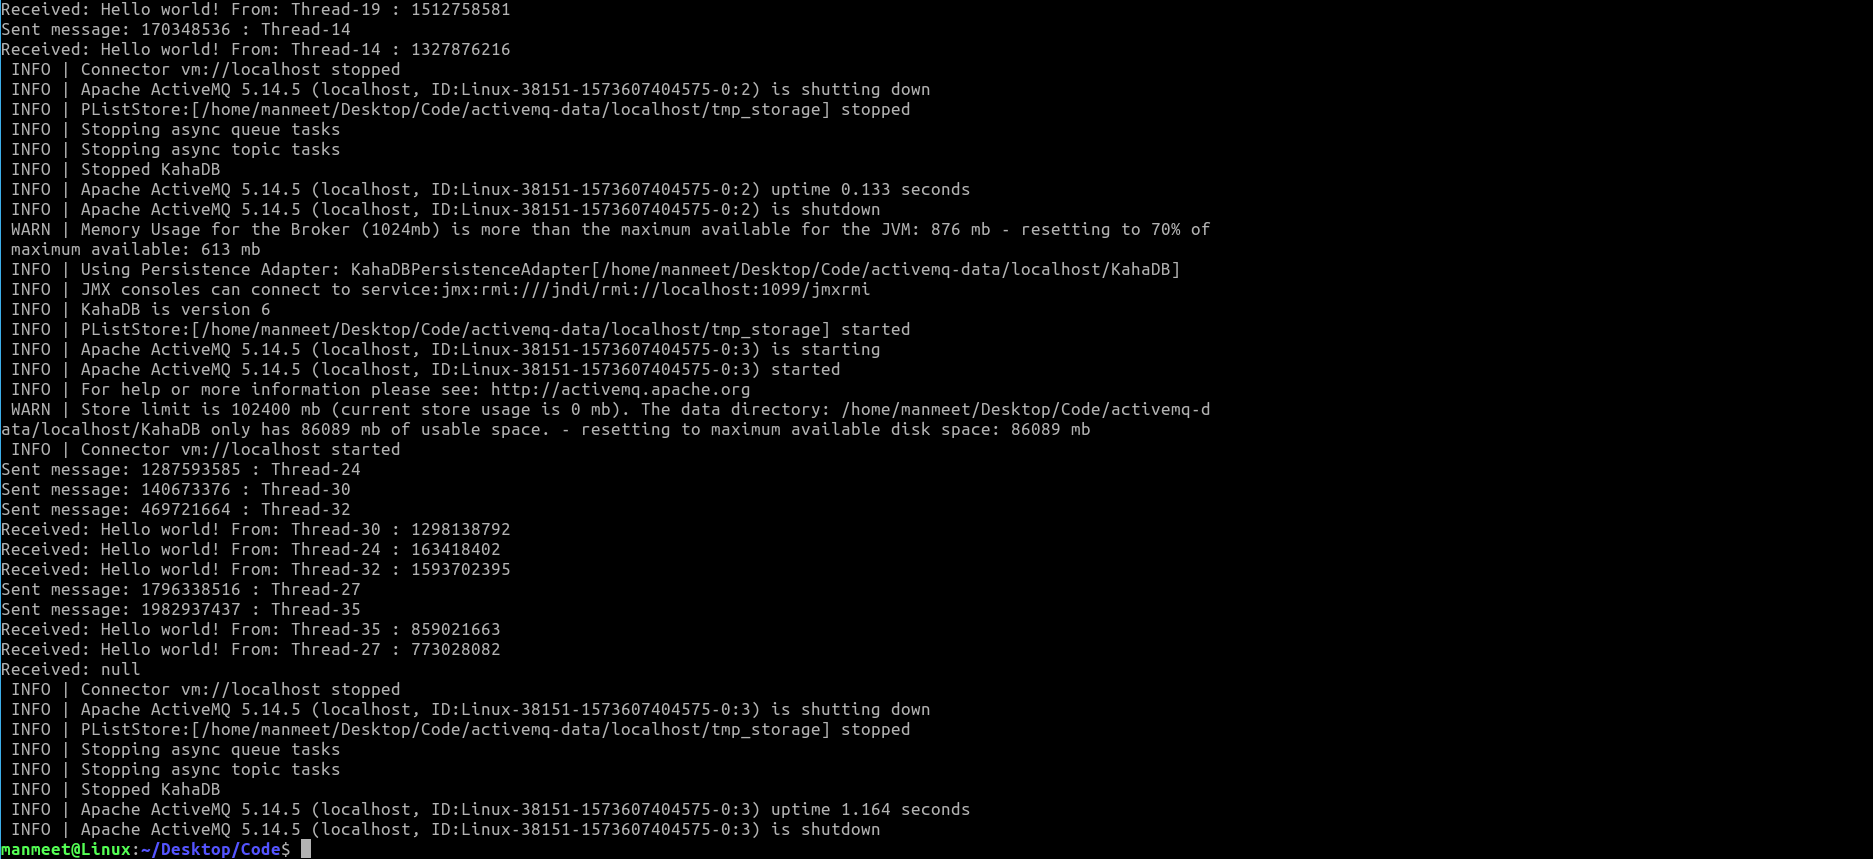 Received: Hello world! From: Thread-19 : 1512758581
Sent message: 170348536 : Thread-14
Received: Hello world! From: Thread-14 : 1327876216
 INFO | Connector vm://localhost stopped
 INFO | Apache ActiveMQ 5.14.5 (localhost, ID:Linux-38151-1573607404575-0:2) is shutting down
 INFO | PListStore:[/home/manmeet/Desktop/Code/activemq-data/localhost/tmp_storage] stopped
 INFO | Stopping async queue tasks
 INFO | Stopping async topic tasks
 INFO | Stopped KahaDB
 INFO | Apache ActiveMQ 5.14.5 (localhost, ID:Linux-38151-1573607404575-0:2) uptime 0.133 seconds
 INFO | Apache ActiveMQ 5.14.5 (localhost, ID:Linux-38151-1573607404575-0:2) is shutdown
 WARN | Memory Usage for the Broker (1024mb) is more than the maximum available for the JVM: 876 mb - resetting to 70% of
 maximum available: 613 mb
 INFO | Using Persistence Adapter: KahaDBPersistenceAdapter[/home/manmeet/Desktop/Code/activemq-data/localhost/KahaDB]
 INFO | JMX consoles can connect to service:jmx:rmi:///jndi/rmi://localhost:1099/jmxrmi
 INFO | KahaDB is version 6
 INFO | PListStore:[/home/manmeet/Desktop/Code/activemq-data/localhost/tmp_storage] started
 INFO | Apache ActiveMQ 5.14.5 (localhost, ID:Linux-38151-1573607404575-0:3) is starting
 INFO | Apache ActiveMQ 5.14.5 (localhost, ID:Linux-38151-1573607404575-0:3) started
 INFO | For help or more information please see: http://activemq.apache.org
 WARN | Store limit is 102400 mb (current store usage is 0 mb). The data directory: /home/manmeet/Desktop/Code/activemq-d
ata/localhost/KahaDB only has 86089 mb of usable space. - resetting to maximum available disk space: 86089 mb
 INFO | Connector vm://localhost started
Sent message: 1287593585 : Thread-24
Sent message: 140673376 : Thread-30
Sent message: 469721664 : Thread-32
Received: Hello world! From: Thread-30 : 1298138792
Received: Hello world! From: Thread-24 : 163418402
Received: Hello world! From: Thread-32 : 1593702395
Sent message: 1796338516 : Thread-27
Sent message: 1982937437 : Thread-35
Received: Hello world! From: Thread-35 : 859021663
Received: Hello world! From: Thread-27 : 773028082
Received: null
 INFO | Connector vm://localhost stopped
 INFO | Apache ActiveMQ 5.14.5 (localhost, ID:Linux-38151-1573607404575-0:3) is shutting down
 INFO | PListStore:[/home/manmeet/Desktop/Code/activemq-data/localhost/tmp_storage] stopped
 INFO | Stopping async queue tasks
 INFO | Stopping async topic tasks
 INFO | Stopped KahaDB
 INFO | Apache ActiveMQ 5.14.5 (localhost, ID:Linux-38151-1573607404575-0:3) uptime 1.164 seconds
 INFO | Apache ActiveMQ 5.14.5 (localhost, ID:Linux-38151-1573607404575-0:3) is shutdown
manmeet@Linux:~/Desktop/Code$